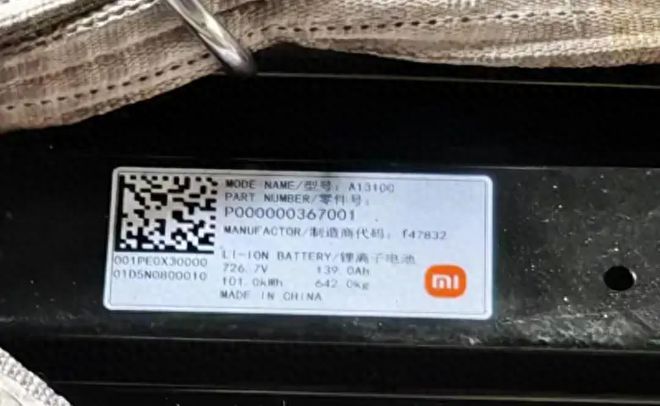 MODE NAME/型号: A13100
PART NUMBER/零件号:
P000000367001
MANUFACTOR/制造商代码: f47832
001PE0X30000
01D5N0800010
LI-ION BATTERY/锂离子电池
726.7V 139.0Ah
101.0kWh 642.0kg
MADE IN CHINA
mi